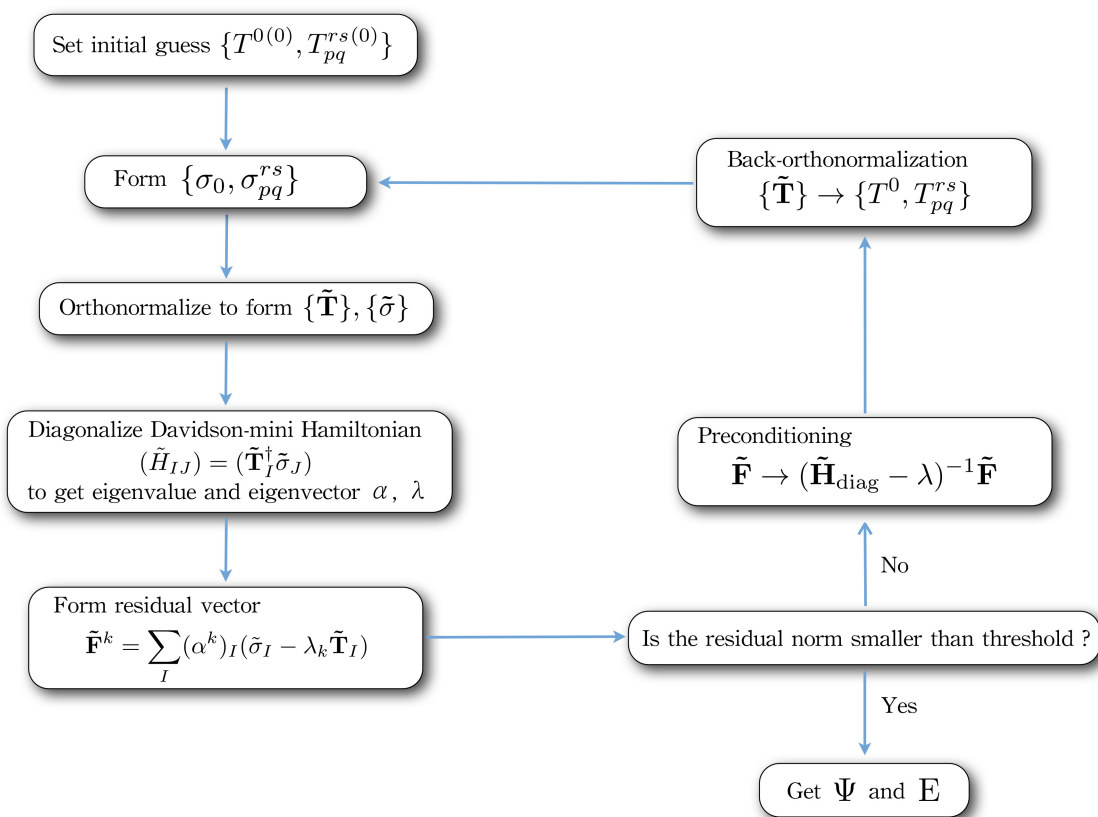 Set initial guess {T^{0(0)}, T_{pq}^{rs(0)}}
Form {σ_0, σ_{pq}^{rs}}
Orthonormalize to form {T̃}, {σ̃}
Diagonalize Davidson-mini Hamiltonian
(H̃_{IJ}) = (T̃_I^† σ̃_J)
to get eigenvalue and eigenvector α, λ
Form residual vector
F̃^k = ∑_I (α^k)_I (σ̃_I − λ_k T̃_I)
Is the residual norm smaller than threshold ?
Yes
Get Ψ and E
No
Preconditioning
F̃ → (H̃_{diag} − λ)^{−1} F̃
Back-orthonormalization
{T̃} → {T^0, T_{pq}^{rs}}